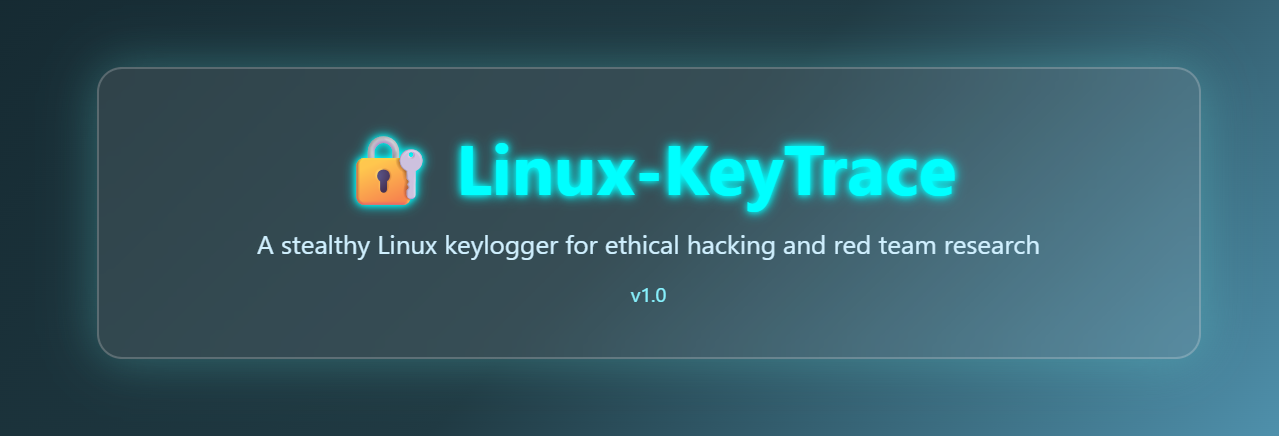 Linux-KeyTrace
A stealthy Linux keylogger for ethical hacking and red team research
v1.0